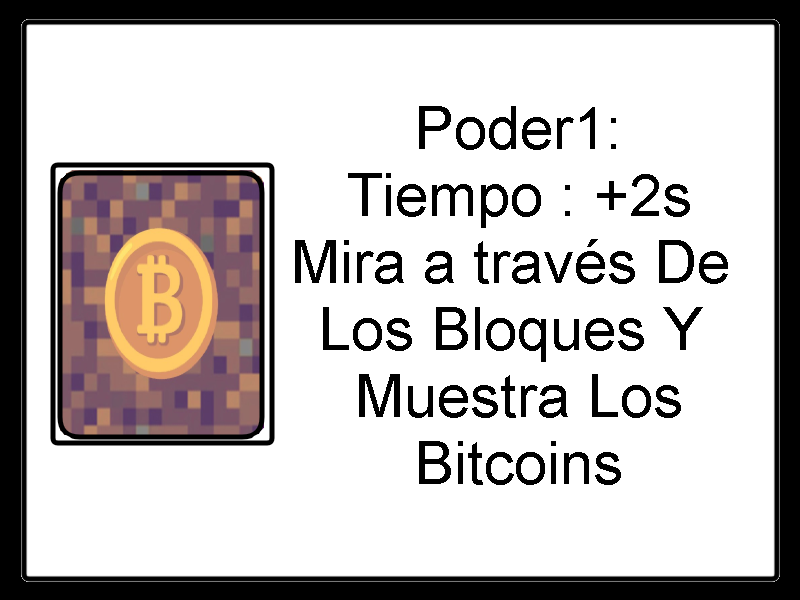 Poder1:
Tiempo : +2s
Mira a través De
Los Bloques Y
Muestra Los
Bitcoins